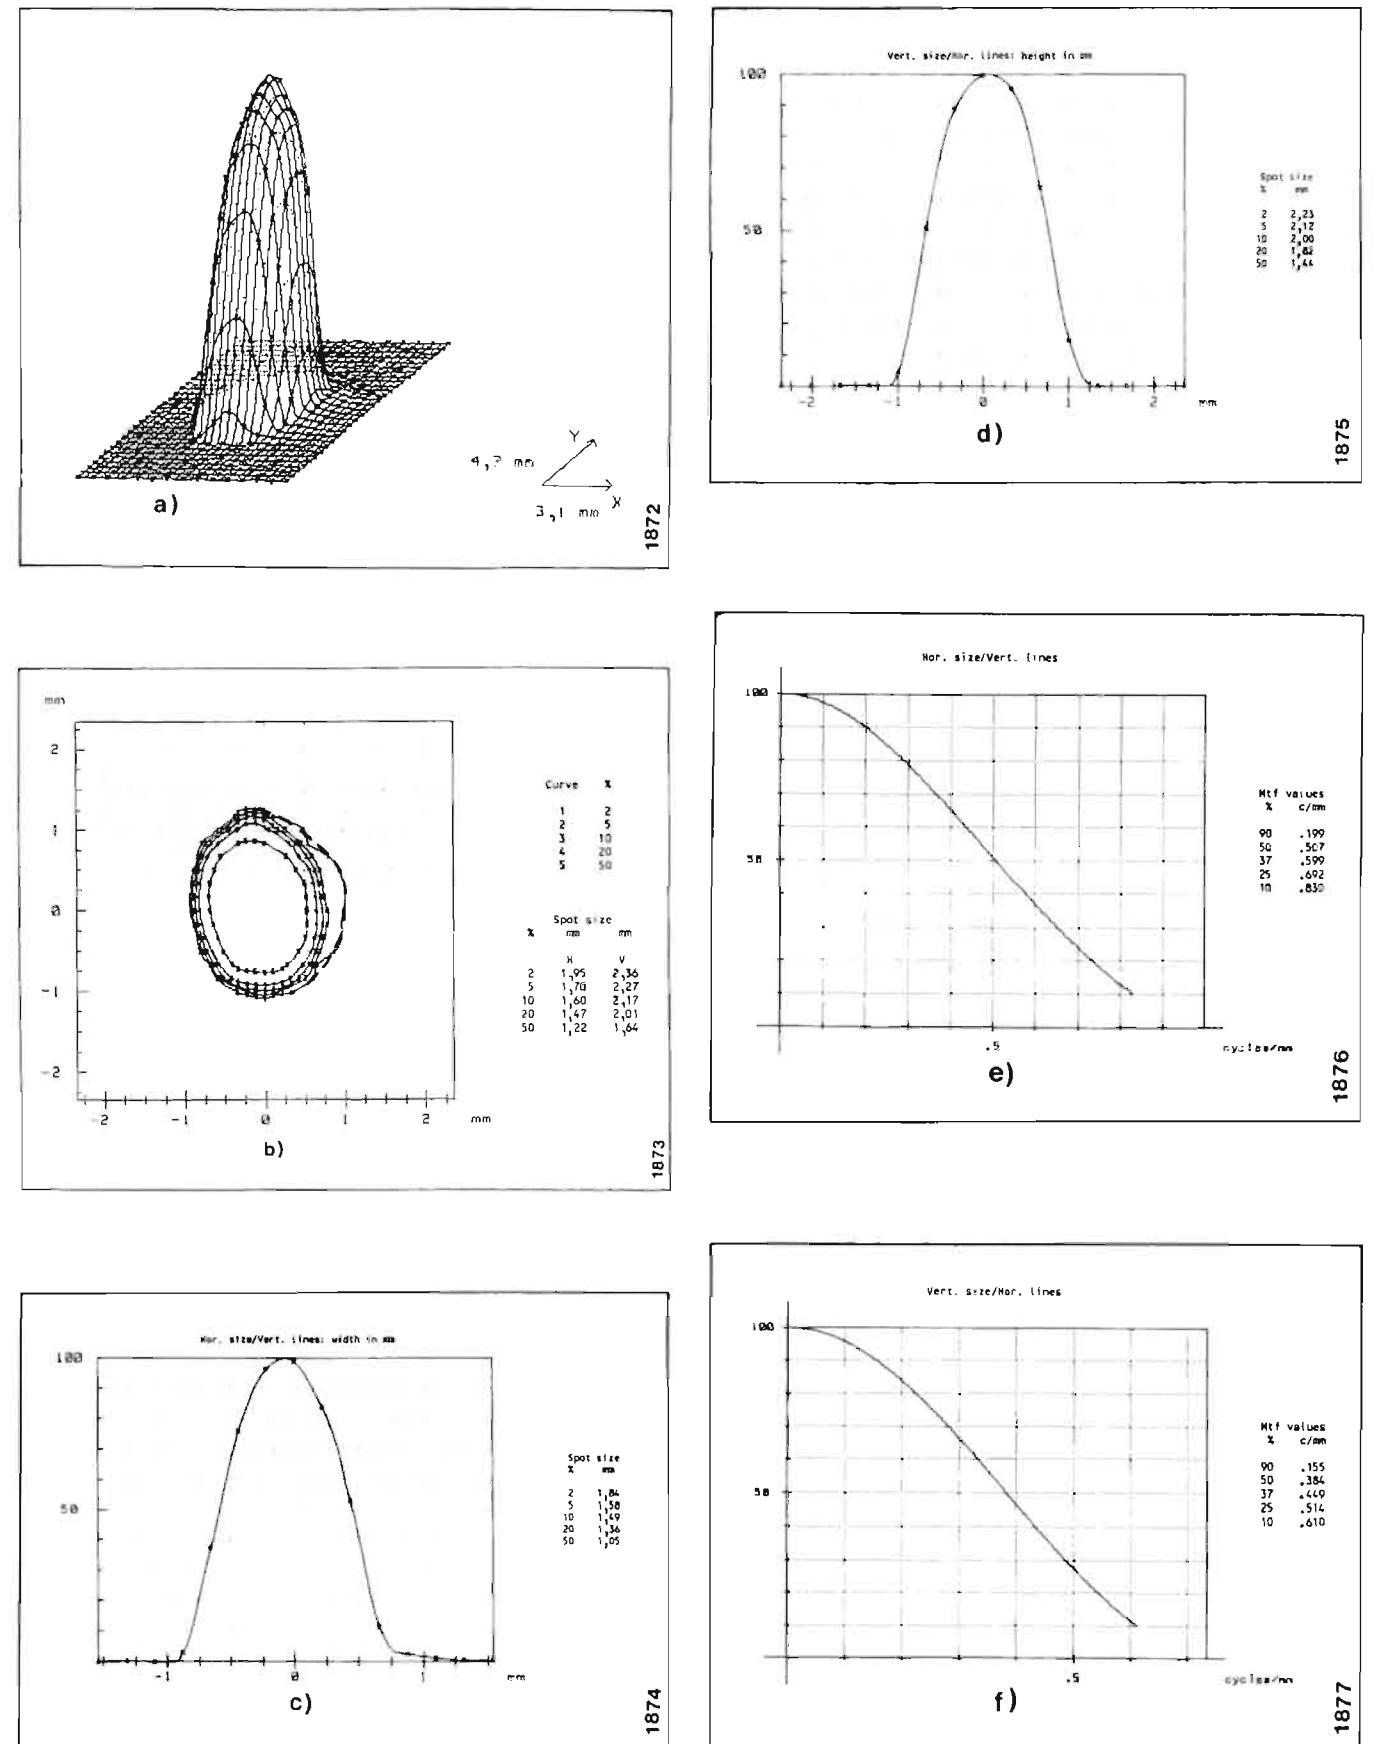 Y
4,? mm
X
3,1 mm
a)
1872
mm
2
1
0
-1
-2
-2 -1 0 1 2 mm
Curve %
1 2
2 5
3 10
4 20
5 50
Spot size
% mm mm
H V
2 1,95 2,36
5 1,70 2,27
10 1,60 2,17
20 1,47 2,01
50 1,22 1,64
b)
1873
Hor. size/Vert. lines: width in mm
100
50
-1 0 1 mm
Spot size
% mm
2 1,84
5 1,58
10 1,49
20 1,36
50 1,05
c)
1874
Vert. size/Hor. lines: height in mm
100
50
-2 -1 0 1 2 mm
Spot size
% mm
2 2,23
5 2,12
10 2,00
20 1,82
50 1,44
d)
1875
Hor. size/Vert. lines
100
50
.5
cycles/mm
Mtf values
% c/mm
90 .199
50 .507
37 .599
25 .692
10 .830
e)
1876
Vert. size/Hor. lines
100
50
.5
cycles/mm
Mtf values
% c/mm
90 .155
50 .384
37 .449
25 .514
10 .610
f)
1877